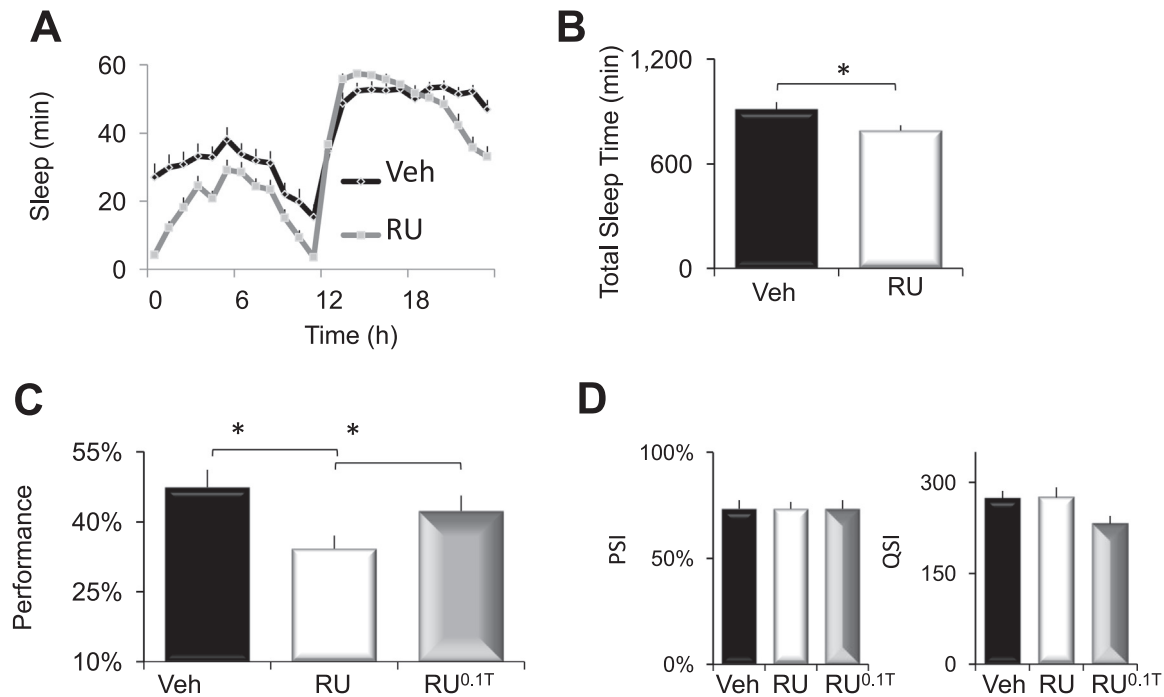 A
60
40
20
0
Sleep (min)
Veh
RU
0 6 12 18
Time (h)
B
1,200
600
0
Total Sleep Time (min)
*
Veh RU
C
55%
40%
25%
10%
Performance
* *
Veh RU RU0.1T
D
100%
50%
0%
PSI
Veh RU RU0.1T
300
150
0
QSI
Veh RU RU0.1T